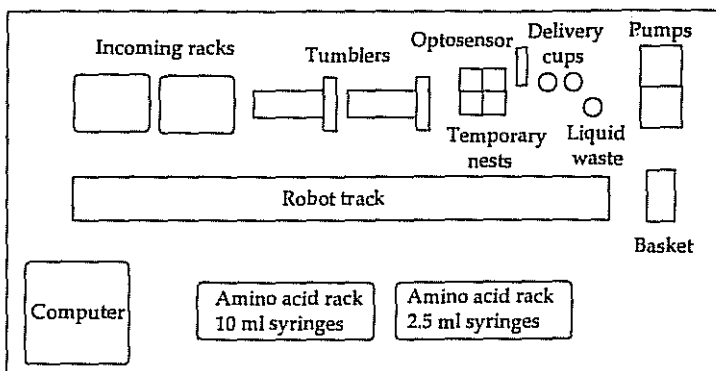 Incoming racks
Tumblers
Optosensor
Delivery
cups
Pumps
Temporary
nests
Liquid
waste
Robot track
Basket
Computer
Amino acid rack
10 ml syringes
Amino acid rack
2.5 ml syringes